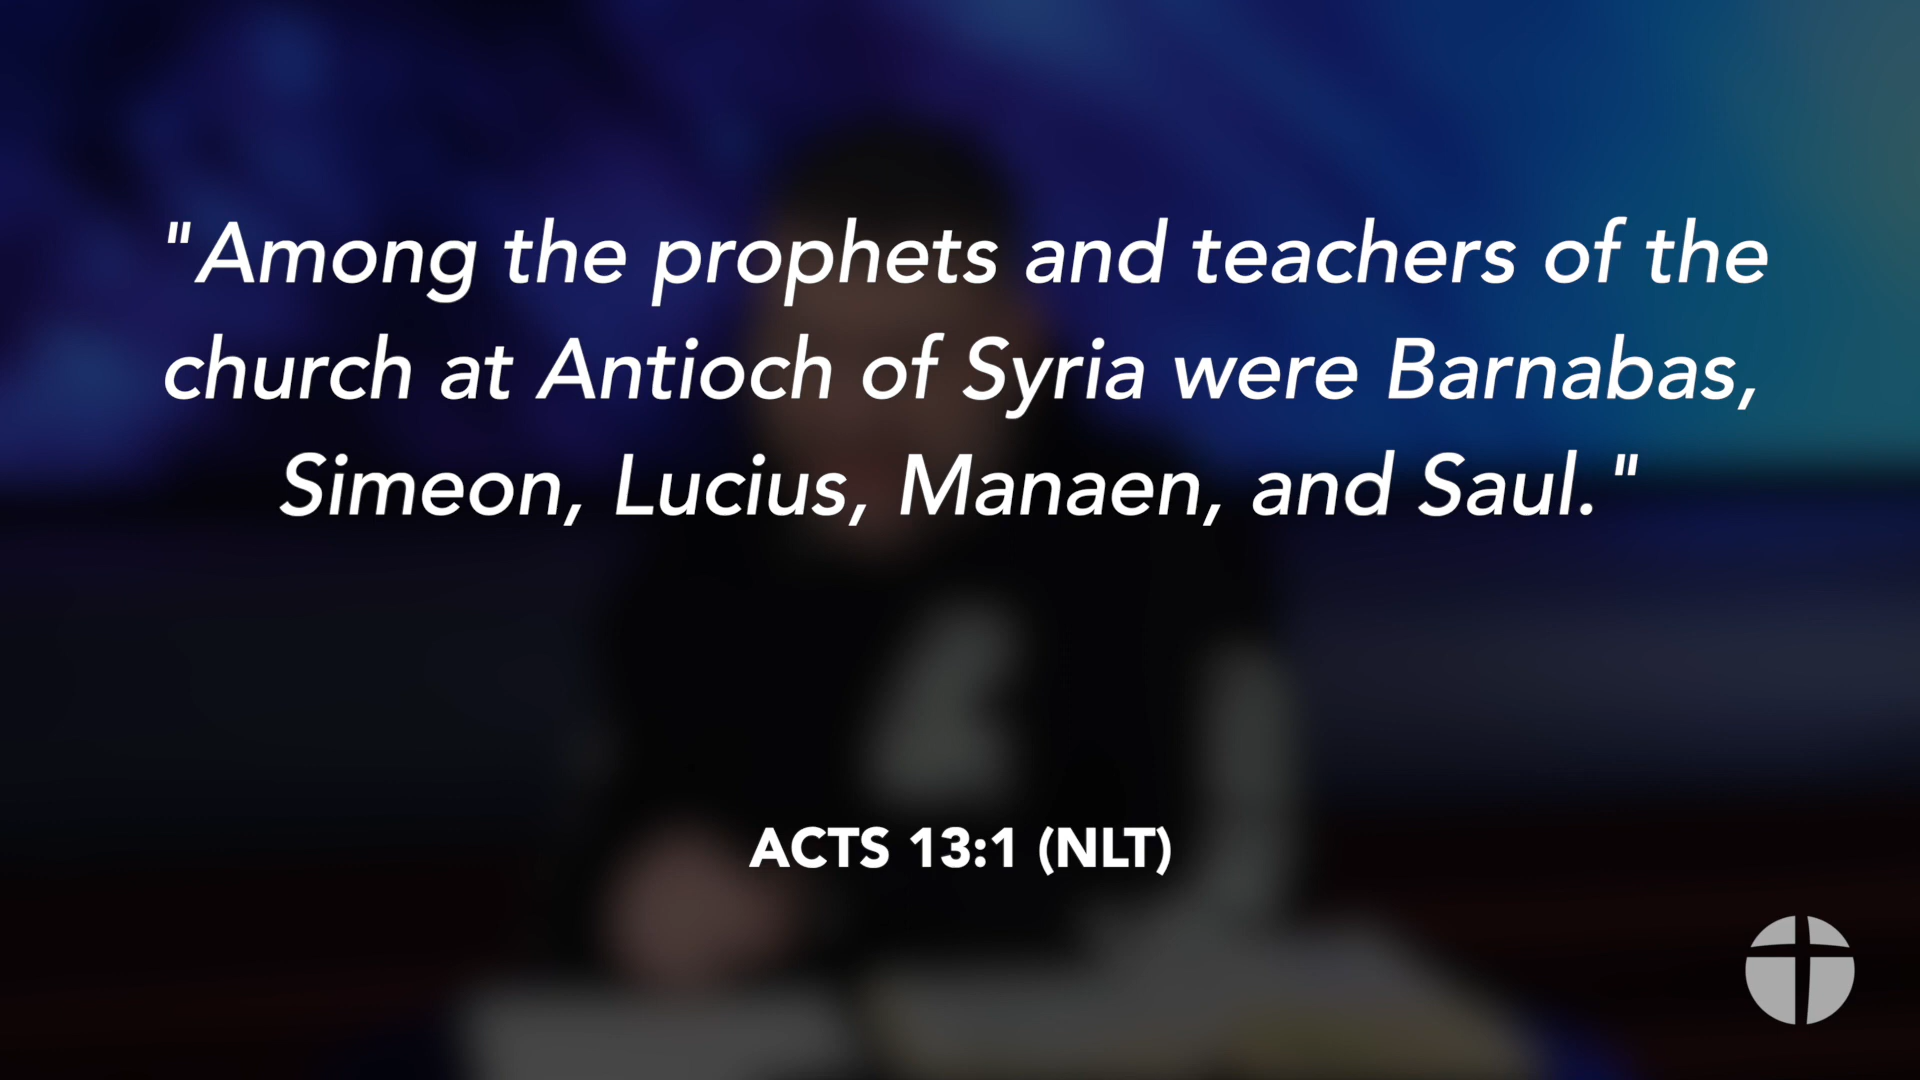 "Among the prophets and teachers of the
church at Antioch of Syria were Barnabas,
Simeon, Lucius, Manaen, and Saul."
ACTS 13:1 (NLT)